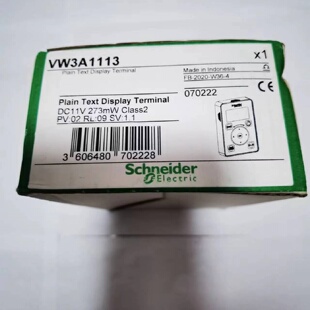 VW3A1113
x1
Plain Text Display Terminal
Made in Indonesia
FB-2020-W36-4
Plain Text Display Terminal
070222
DC11V 273mW Class2
PV:02 RL:09 SV:1.1
3 606480 702228
Schneider
Electric